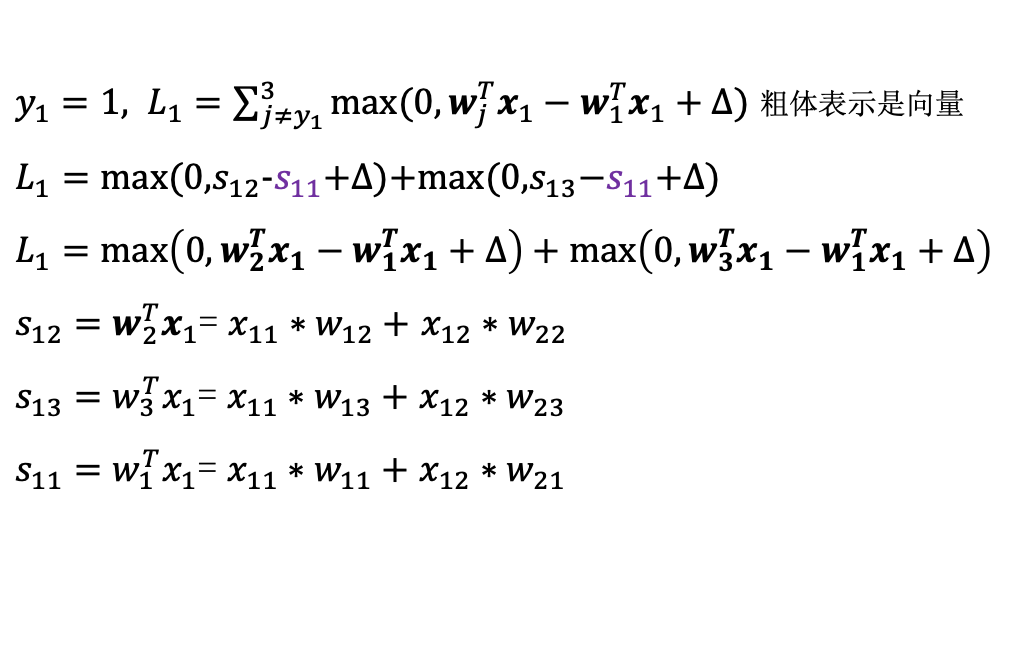 y₁ = 1, L₁ = ∑³_{j≠y₁} max(0, 𝒘ⱼᵀ𝒙₁ − 𝒘₁ᵀ𝒙₁ + Δ) 粗体表示是向量
L₁ = max(0,s₁₂-s₁₁+Δ)+max(0,s₁₃−s₁₁+Δ)
L₁ = max(0, 𝒘₂ᵀ𝒙₁ − 𝒘₁ᵀ𝒙₁ + Δ) + max(0, 𝒘₃ᵀ𝒙₁ − 𝒘₁ᵀ𝒙₁ + Δ)
s₁₂ = 𝒘₂ᵀ𝒙₁= x₁₁ * w₁₂ + x₁₂ * w₂₂
s₁₃ = w₃ᵀx₁= x₁₁ * w₁₃ + x₁₂ * w₂₃
s₁₁ = w₁ᵀx₁= x₁₁ * w₁₁ + x₁₂ * w₂₁